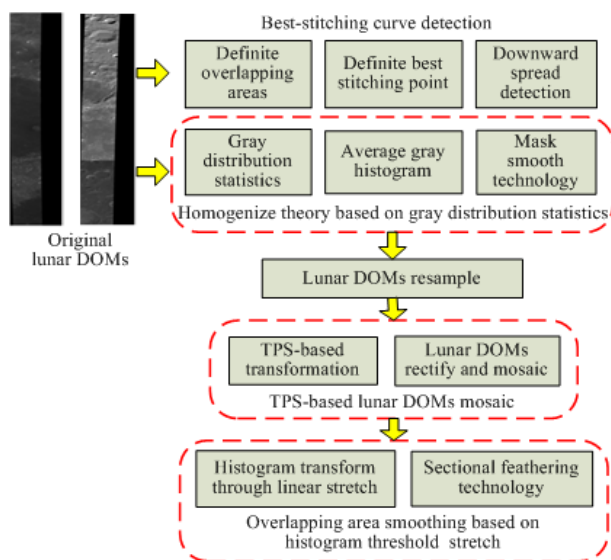 Best-stitching curve detection
Definite
overlapping
areas
Definite best
stitching point
Downward
spread
detection
Gray
distribution
statistics
Average gray
histogram
Mask
smooth
technology
Homogenize theory based on gray distribution statistics
Original
lunar DOMs
Lunar DOMs resample
TPS-based
transformation
Lunar DOMs
rectify and mosaic
TPS-based lunar DOMs mosaic
Histogram transform
through linear stretch
Sectional feathering
technology
Overlapping area smoothing based on
histogram threshold stretch